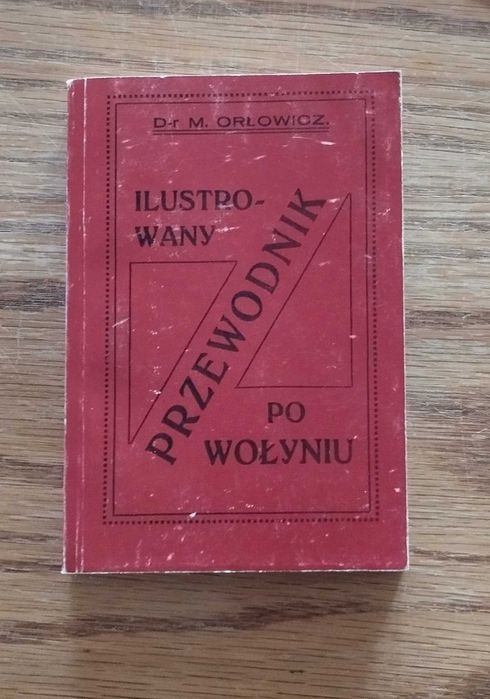 D-r M. ORŁOWICZ.
ILUSTRO-
WANY
PRZEWODNIK
PO
WOŁYNIU